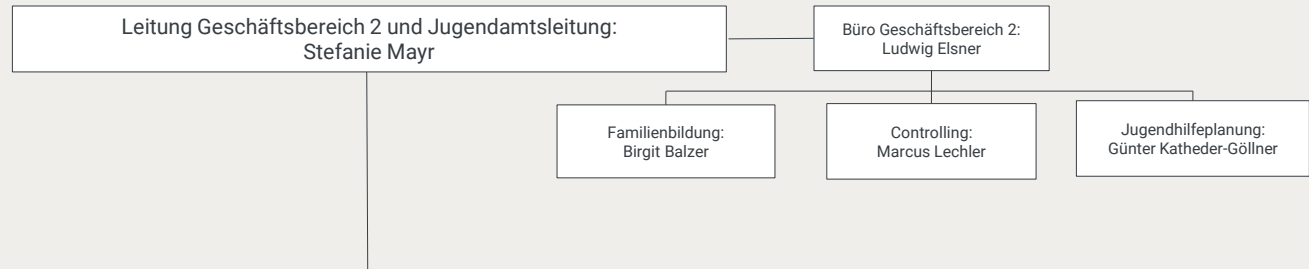 Leitung Geschäftsbereich 2 und Jugendamtsleitung:
Stefanie Mayr
Büro Geschäftsbereich 2:
Ludwig Elsner
Familienbildung:
Birgit Balzer
Controlling:
Marcus Lechler
Jugendhilfeplanung:
Günter Katheder-Göllner